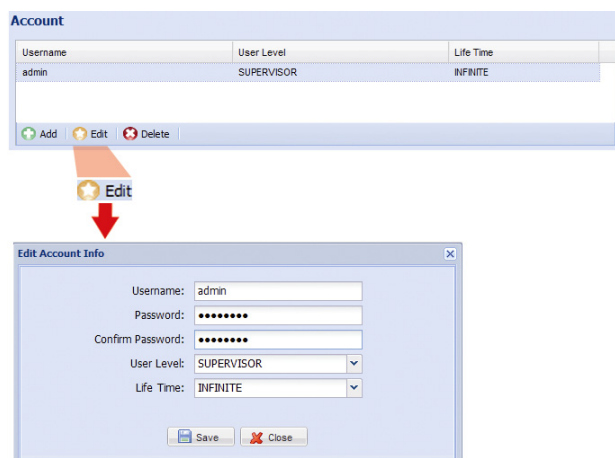 Account
Username User Level Life Time
admin SUPERVISOR INFINITE
Add Edit Delete
Edit
Edit Account Info
Username: admin
Password: ••••••••
Confirm Password: ••••••••
User Level: SUPERVISOR
Life Time: INFINITE
Save Close